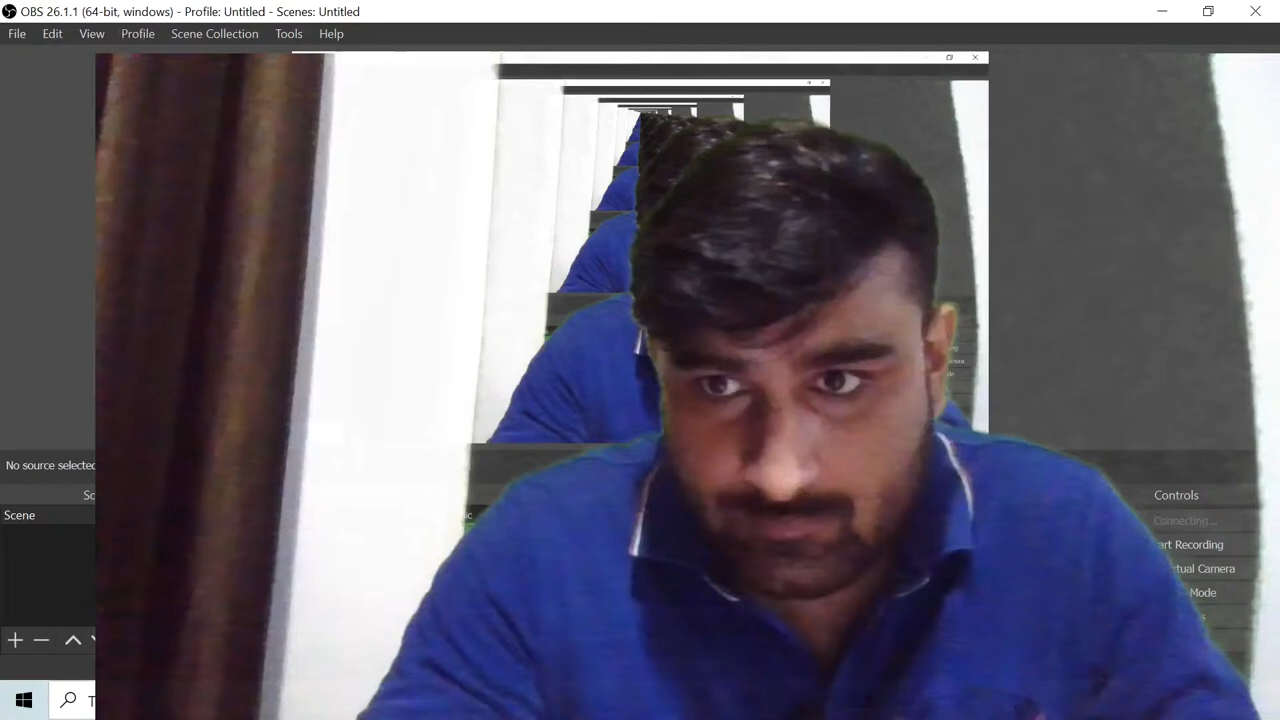 OBS 26.1.1 (64-bit, windows) - Profile: Untitled - Scenes: Untitled
File Edit View Profile Scene Collection Tools Help
No source selected
Sc
Controls
Scene
Connecting...
art Recording
tual Camera
Mode
T